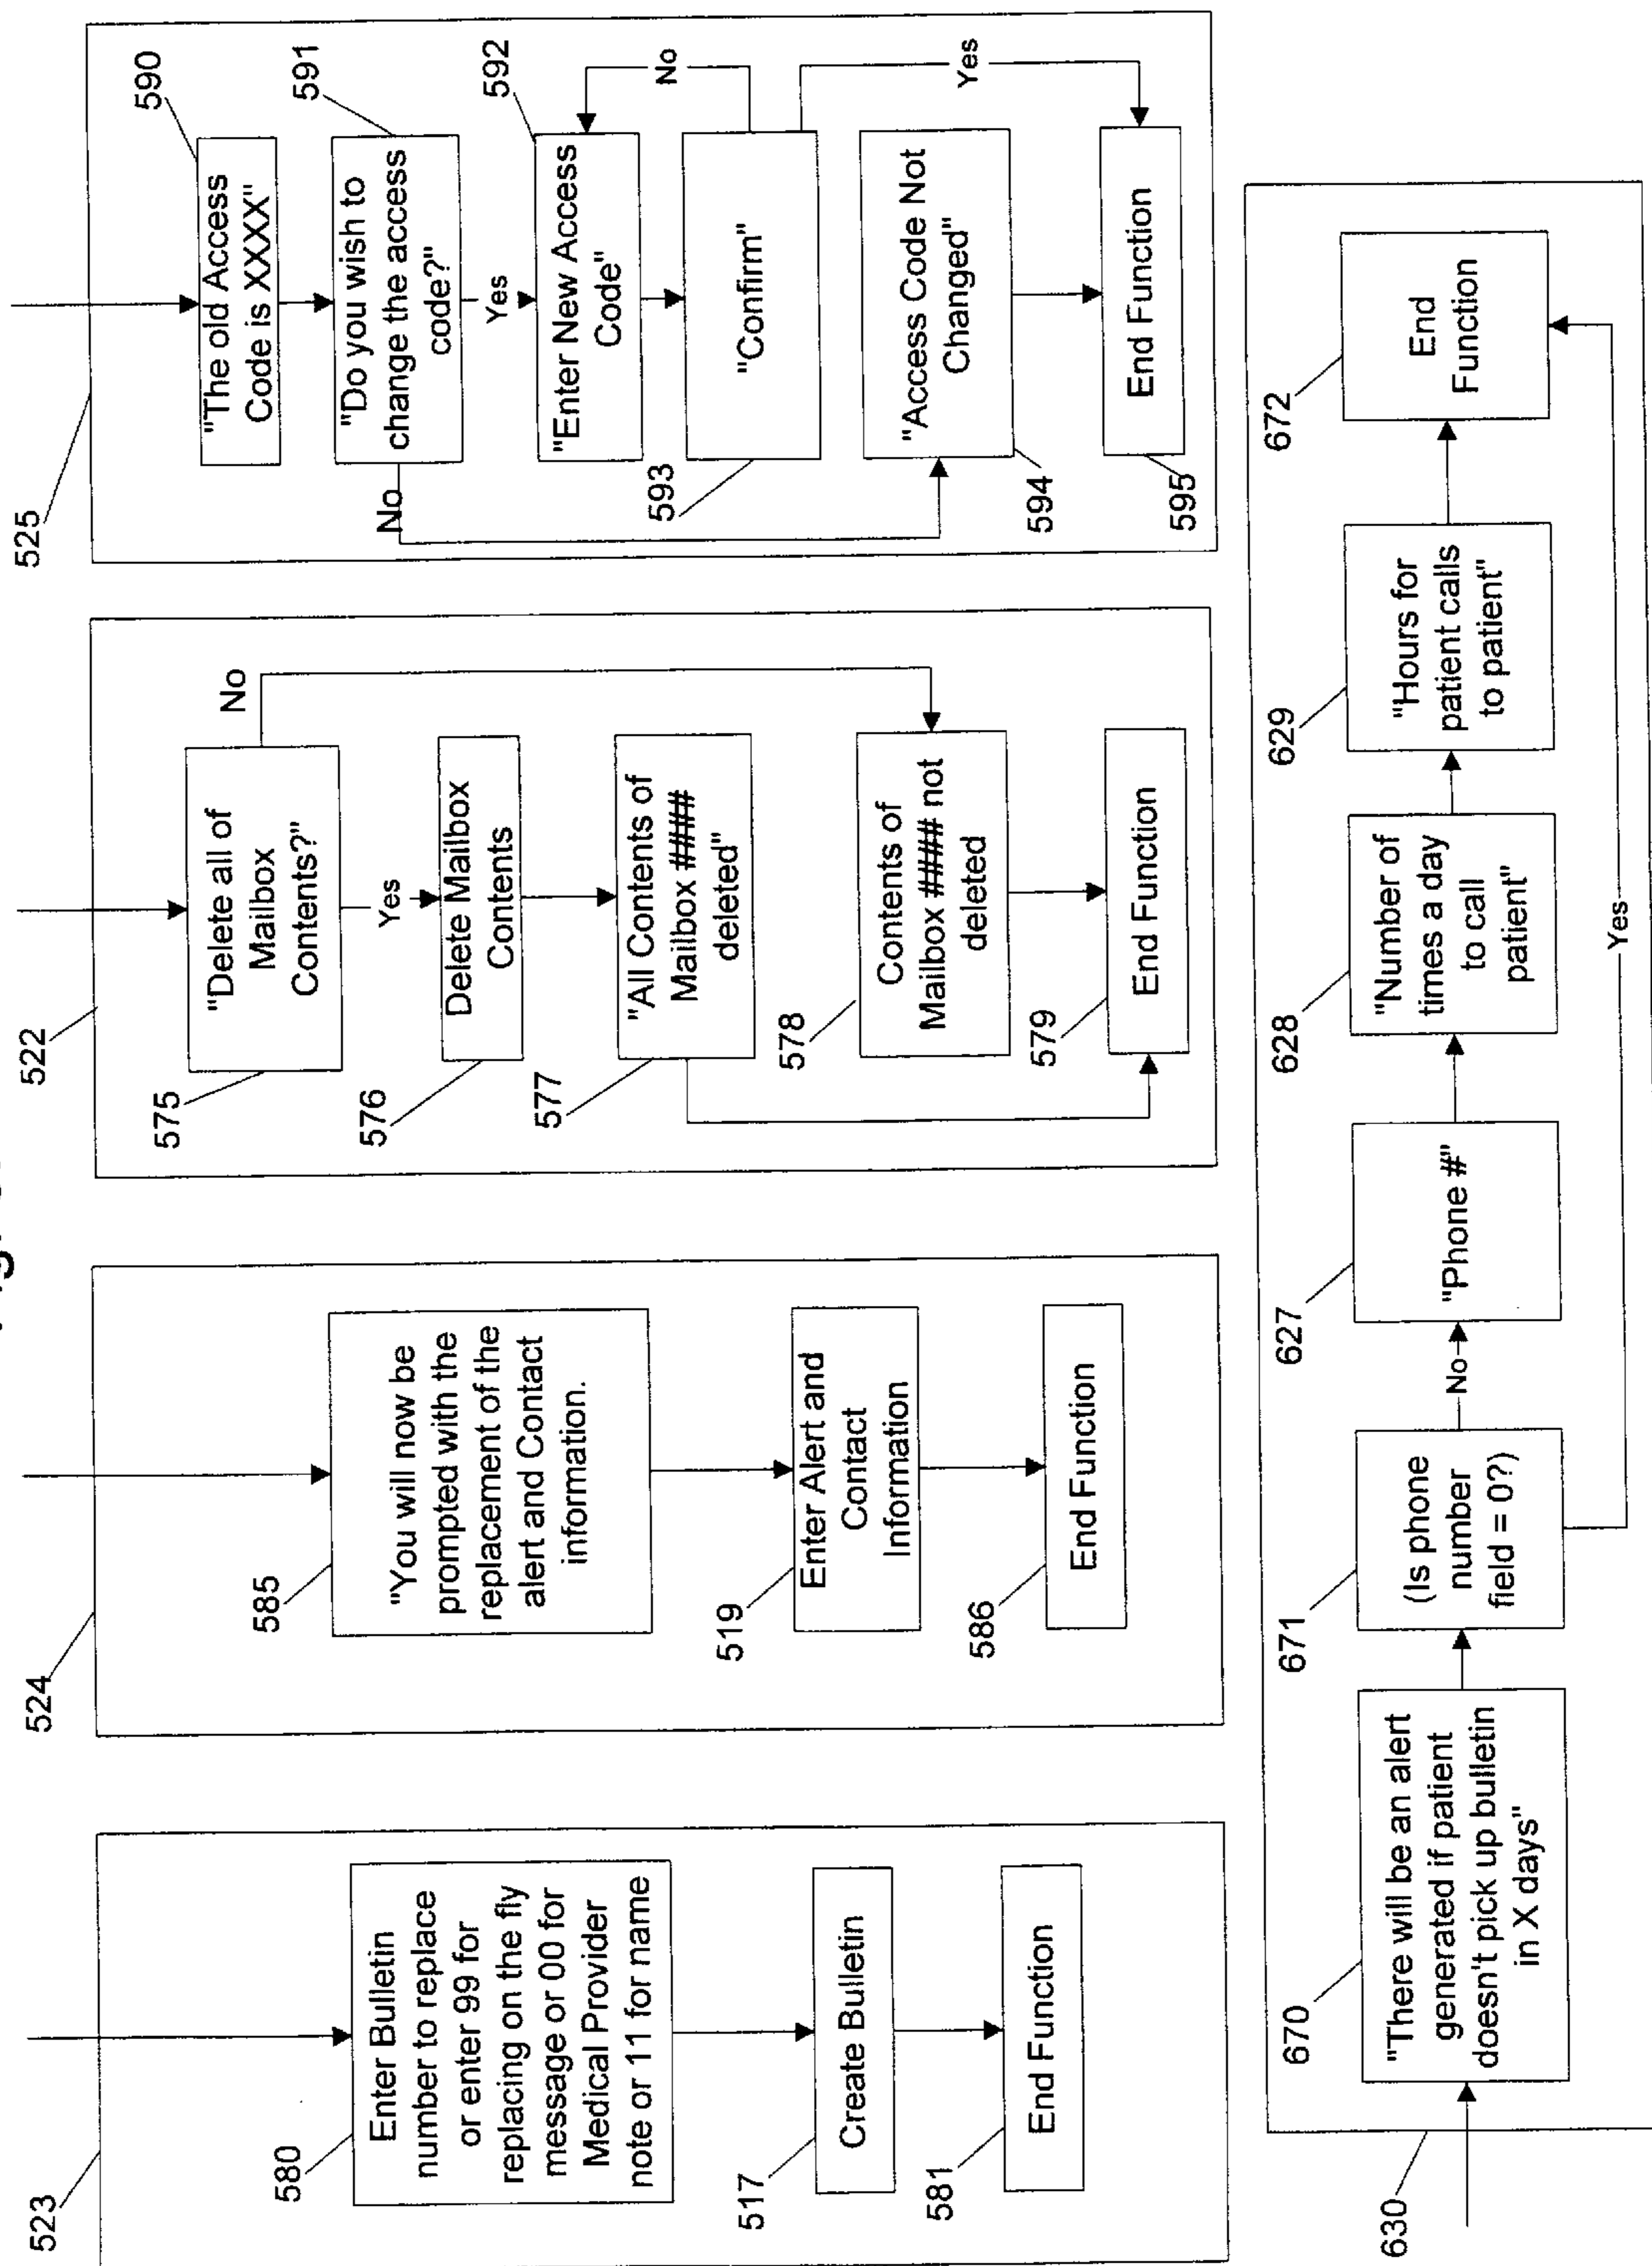 523
580
Enter Bulletin
number to replace
or enter 99 for
replacing on the fly
message or 00 for
Medical Provider
note or 11 for name
517
Create Bulletin
581
End Function
524
585
"You will now be
prompted with the
replacement of the
alert and Contact
information.
519
Enter Alert and
Contact
Information
586
End Function
522
575
"Delete all of
Mailbox
Contents?"
No
Yes
576
Delete Mailbox
Contents
577
"All Contents of
Mailbox ####
deleted"
578
Contents of
Mailbox #### not
deleted
579
End Function
525
590
"The old Access
Code is XXXX"
591
"Do you wish to
change the access
code?"
No
Yes
592
"Enter New Access
Code"
No
593
"Confirm"
Yes
594
"Access Code Not
Changed"
595
End Function
630
670
"There will be an alert
generated if patient
doesn't pick up bulletin
in X days"
671
(Is phone
number
field = 0?)
No
627
"Phone #"
628
"Number of
times a day
to call
patient"
629
"Hours for
patient calls
to patient"
672
End
Function
Yes